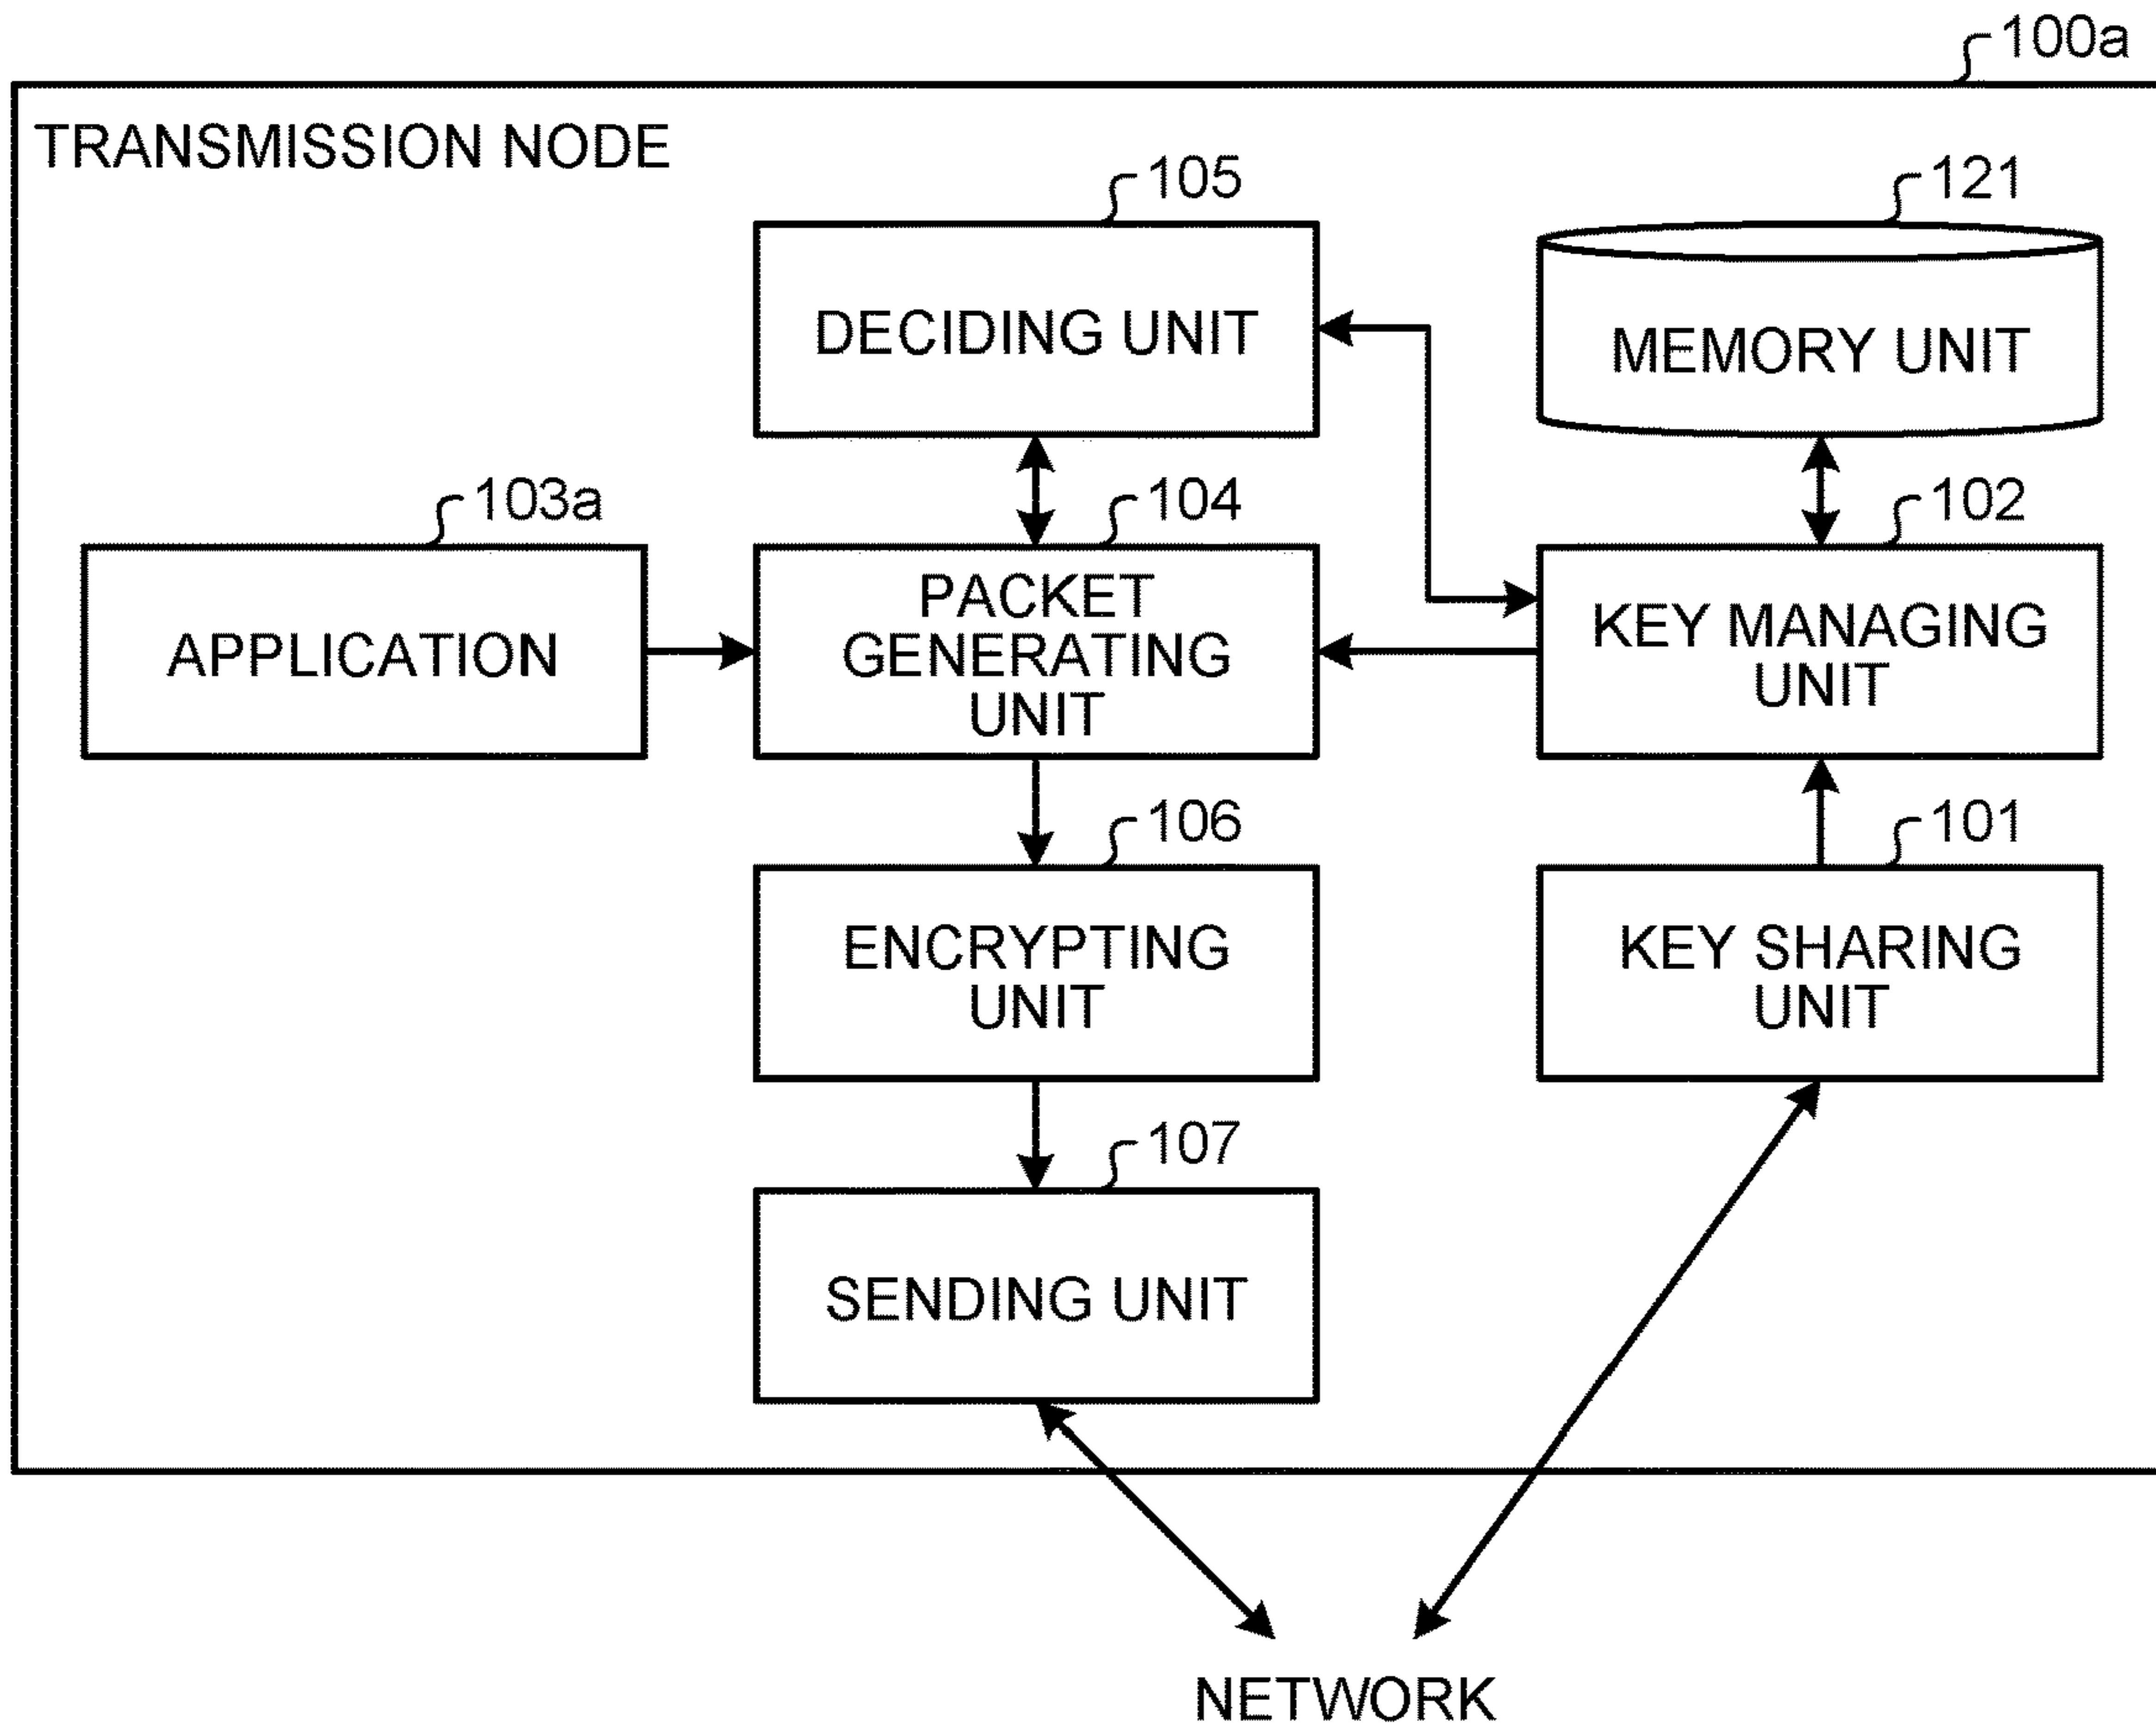 100a
TRANSMISSION NODE
105
121
DECIDING UNIT
MEMORY UNIT
103a
104
102
APPLICATION
PACKET
GENERATING
UNIT
KEY MANAGING
UNIT
106
101
ENCRYPTING
UNIT
KEY SHARING
UNIT
107
SENDING UNIT
NETWORK